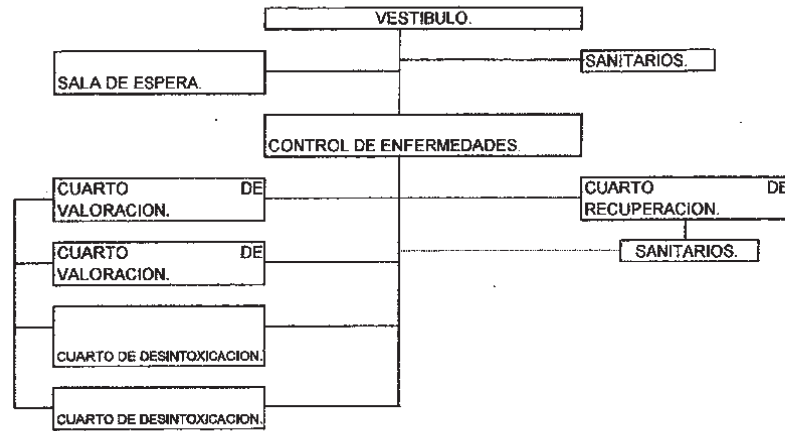 VESTIBULO.
SALA DE ESPERA.
SANITARIOS.
CONTROL DE ENFERMEDADES.
CUARTO DE
VALORACION.
CUARTO DE
RECUPERACION.
CUARTO DE
VALORACION.
SANITARIOS.
CUARTO DE DESINTOXICACION.
CUARTO DE DESINTOXICACION.